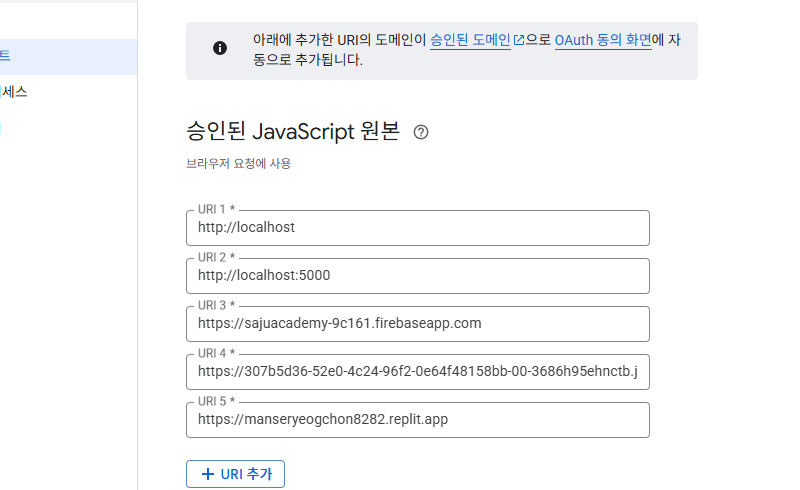 아래에 추가한 URI의 도메인이 승인된 도메인으로 OAuth 동의 화면에 자
동으로 추가됩니다.
트
세스
승인된 JavaScript 원본
브라우저 요청에 사용
URI 1 *
http://localhost
URI 2 *
http://localhost:5000
URI 3 *
https://sajuacademy-9c161.firebaseapp.com
URI 4 *
https://307b5d36-52e0-4c24-96f2-0e64f48158bb-00-3686h95ehnctb.j
URI 5 *
https://manseryeogchon8282.replit.app
+ URI 추가